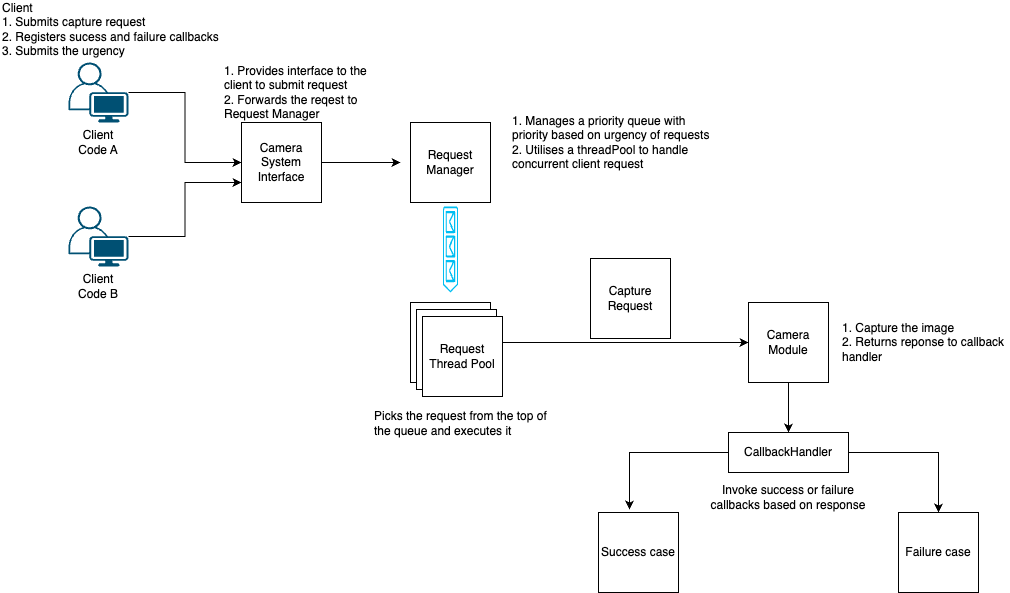 Client
1. Submits capture request
2. Registers sucess and failure callbacks
3. Submits the urgency
Client
Code A
1. Provides interface to the
client to submit request
2. Forwards the reqest to
Request Manager
Camera
System
Interface
Request
Manager
1. Manages a priority queue with
priority based on urgency of requests
2. Utilises a threadPool to handle
concurrent client request
Client
Code B
Capture
Request
Request
Thread Pool
Picks the request from the top of
the queue and executes it
Camera
Module
1. Capture the image
2. Returns reponse to callback
handler
CallbackHandler
Invoke success or failure
callbacks based on response
Success case
Failure case